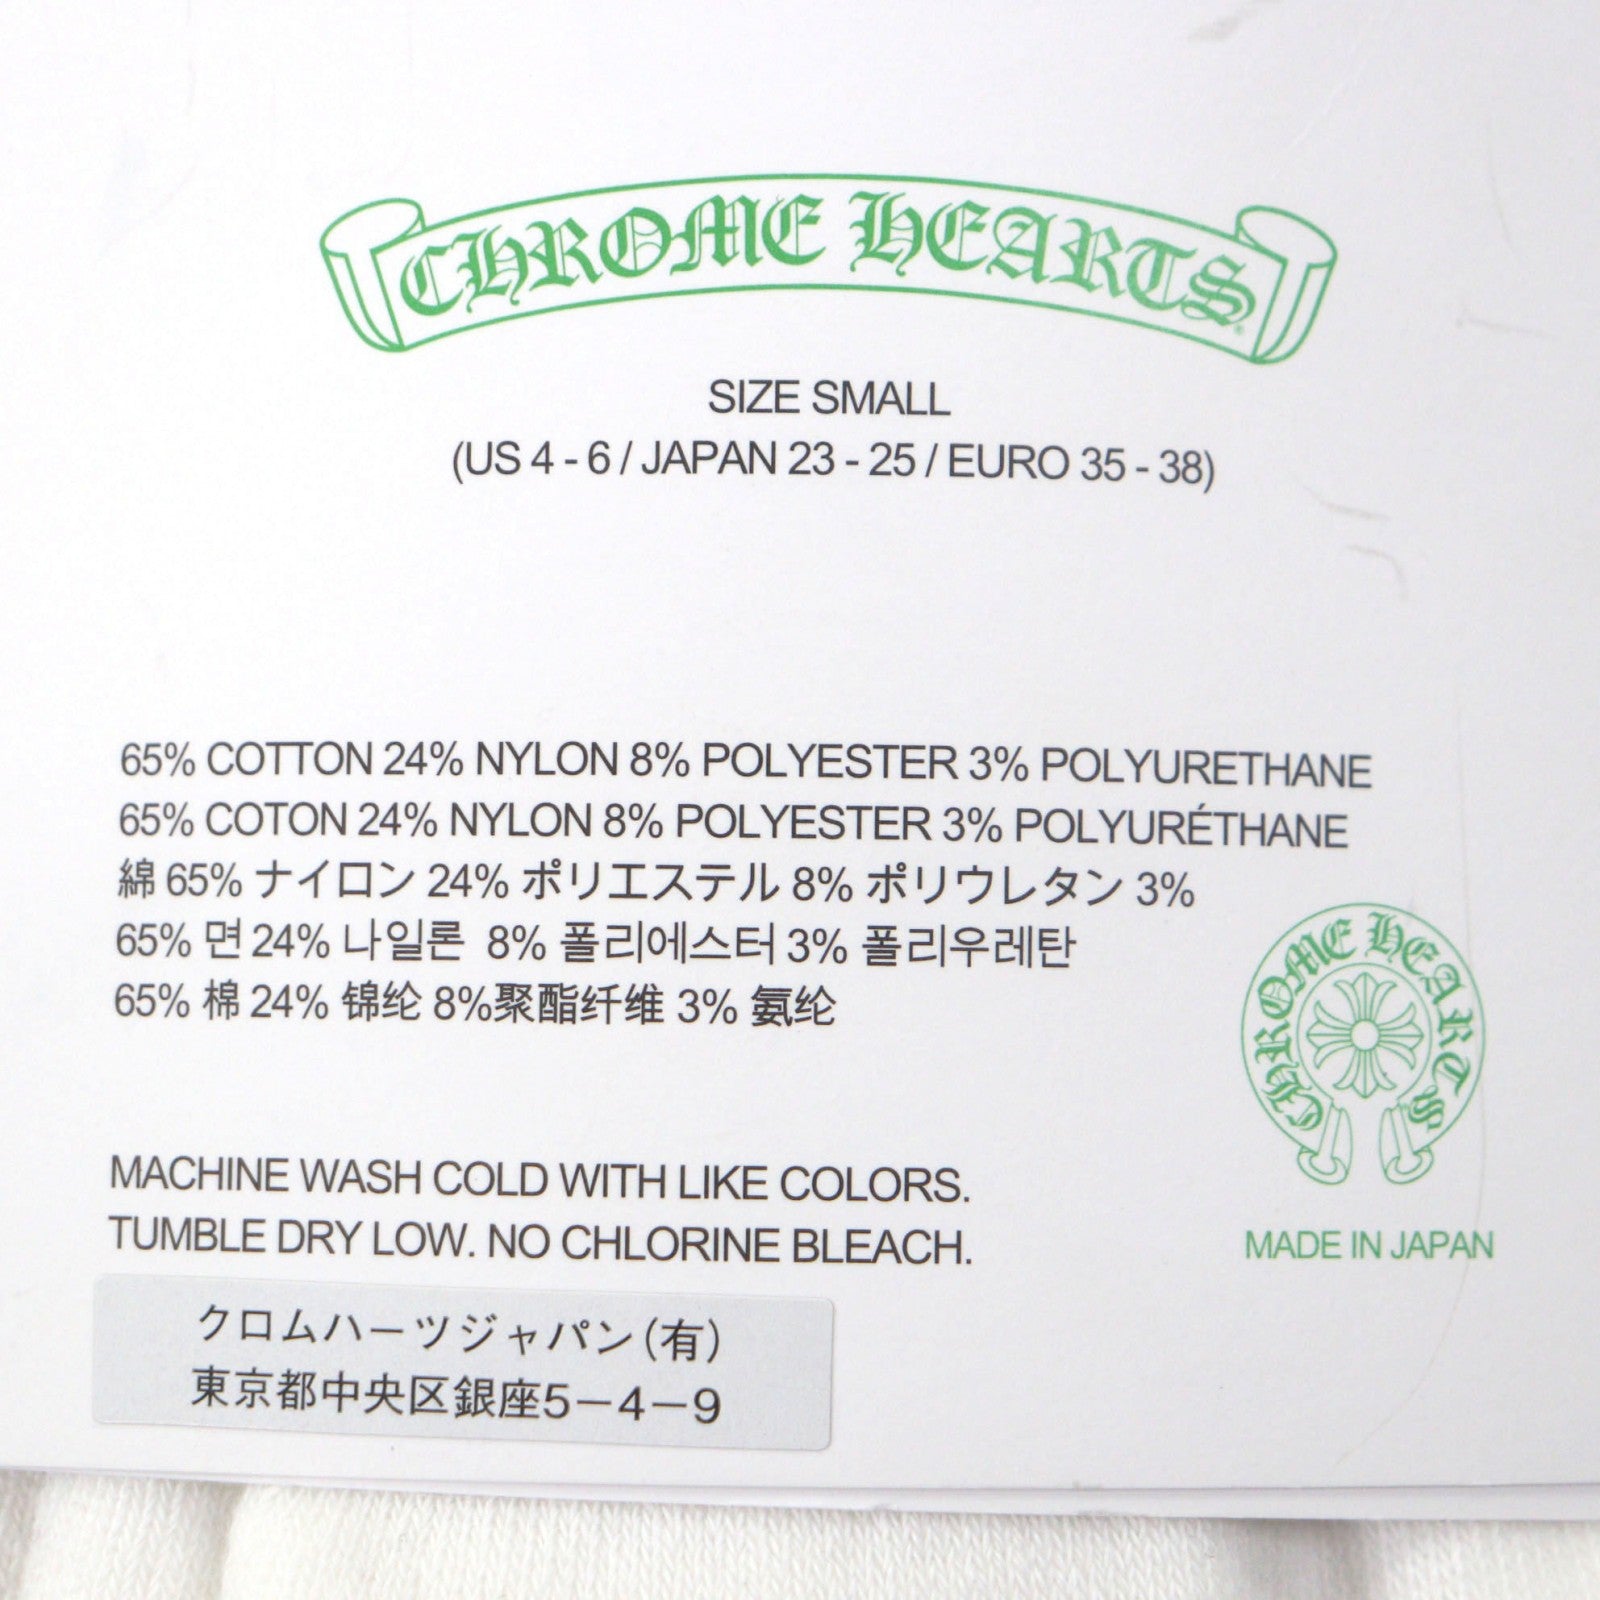 CHROME HEARTS®
SIZE SMALL
(US 4 - 6 / JAPAN 23 - 25 / EURO 35 - 38)
65% COTTON 24% NYLON 8% POLYESTER 3% POLYURETHANE
65% COTON 24% NYLON 8% POLYESTER 3% POLYURÉTHANE
綿 65% ナイロン 24% ポリエステル 8% ポリウレタン 3%
65% 면 24% 나일론 8% 폴리에스터 3% 폴리우레탄
65% 棉 24% 锦纶 8%聚酯纤维 3% 氨纶
CHROME HEARTS
MADE IN JAPAN
MACHINE WASH COLD WITH LIKE COLORS.
TUMBLE DRY LOW. NO CHLORINE BLEACH.
クロムハーツジャパン(有)
東京都中央区銀座5－4－9